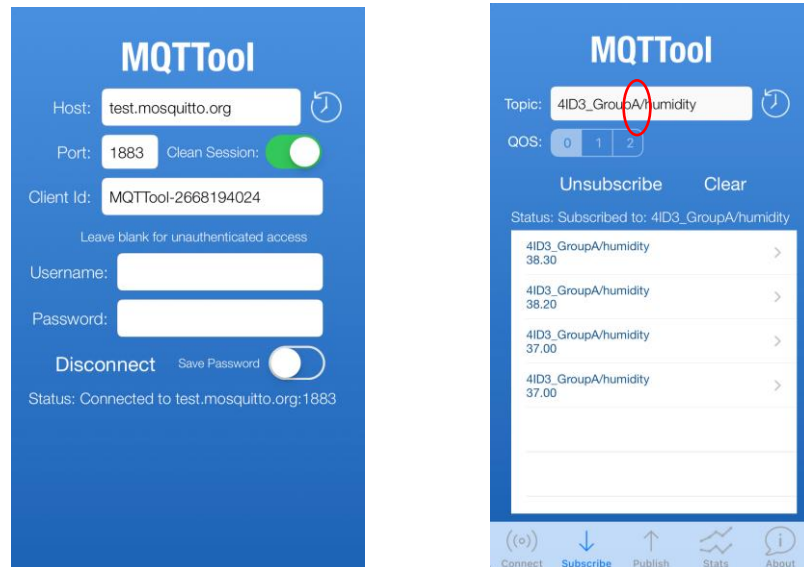 MQTTool
Host: test.mosquitto.org
Port: 1883 Clean Session:
Client Id: MQTTool-2668194024
Leave blank for unauthenticated access
Username:
Password:
Disconnect Save Password
Status: Connected to test.mosquitto.org:1883
MQTTool
Topic: 4ID3_GroupA/humidity
QOS: 0 1 2
Unsubscribe Clear
Status: Subscribed to: 4ID3_GroupA/humidity
4ID3_GroupA/humidity
38.30
4ID3_GroupA/humidity
38.20
4ID3_GroupA/humidity
37.00
4ID3_GroupA/humidity
37.00
Connect Subscribe Publish Stats About